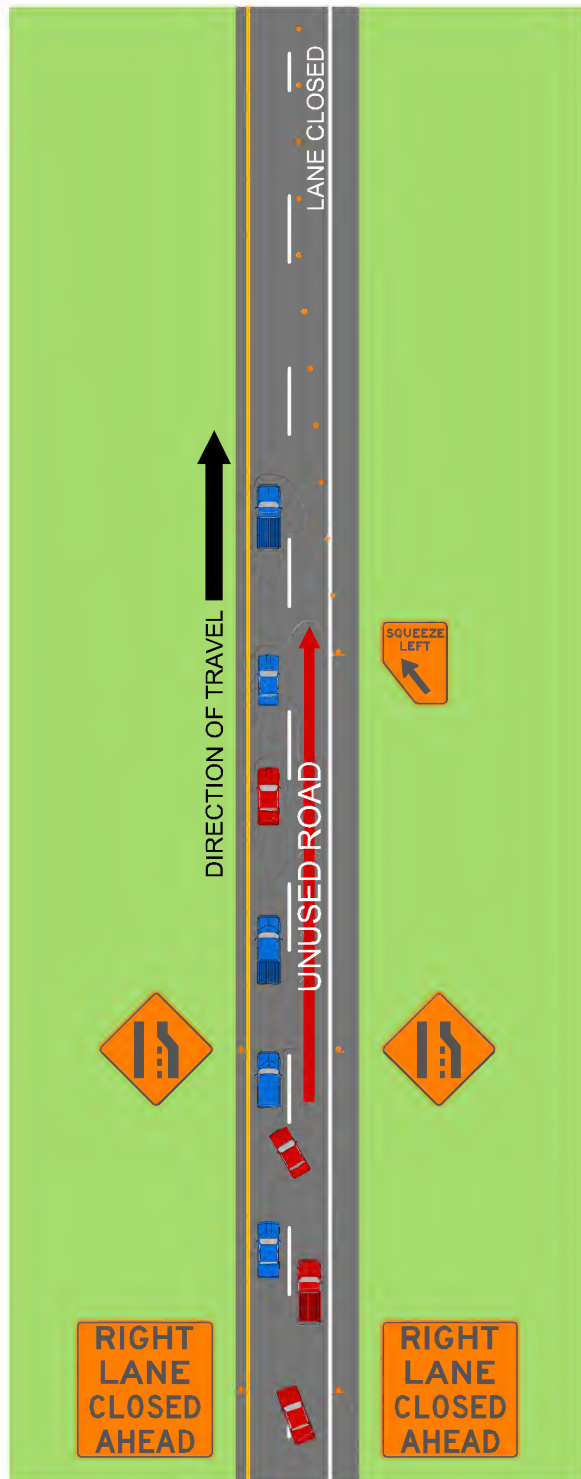 LANE CLOSED
DIRECTION OF TRAVEL
SQUEEZE
LEFT
UNUSED ROAD
RIGHT
LANE
CLOSED
AHEAD
RIGHT
LANE
CLOSED
AHEAD